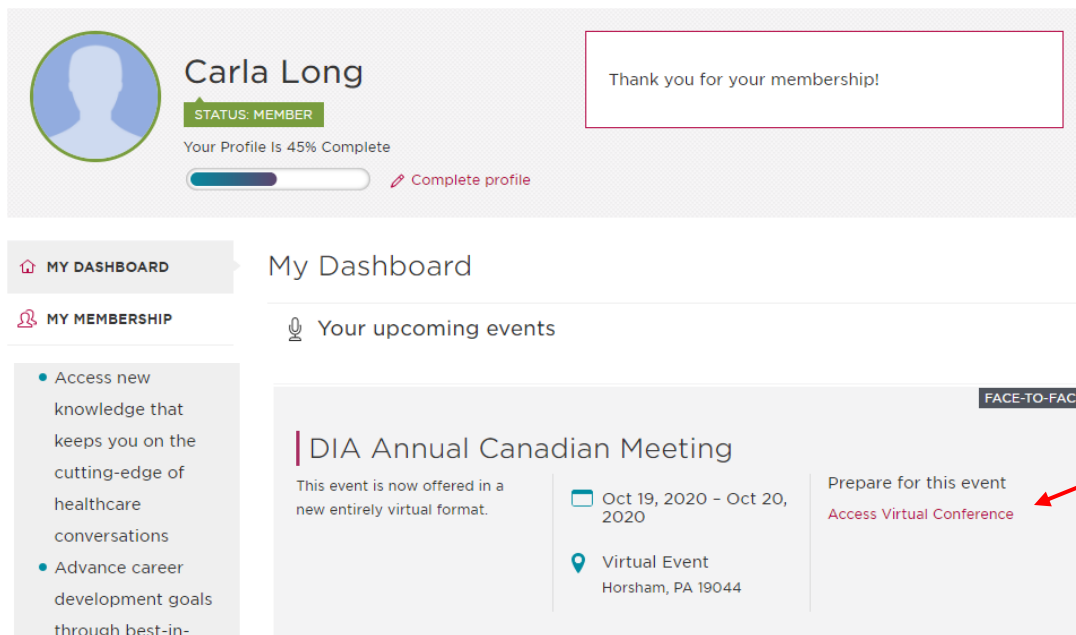 Carla Long
STATUS: MEMBER
Your Profile Is 45% Complete
Complete profile
Thank you for your membership!
MY DASHBOARD
MY MEMBERSHIP
Access new
knowledge that
keeps you on the
cutting-edge of
healthcare
conversations
Advance career
development goals
through best-in-
My Dashboard
Your upcoming events
FACE-TO-FAC
DIA Annual Canadian Meeting
This event is now offered in a
new entirely virtual format.
Oct 19, 2020 – Oct 20,
2020
Virtual Event
Horsham, PA 19044
Prepare for this event
Access Virtual Conference